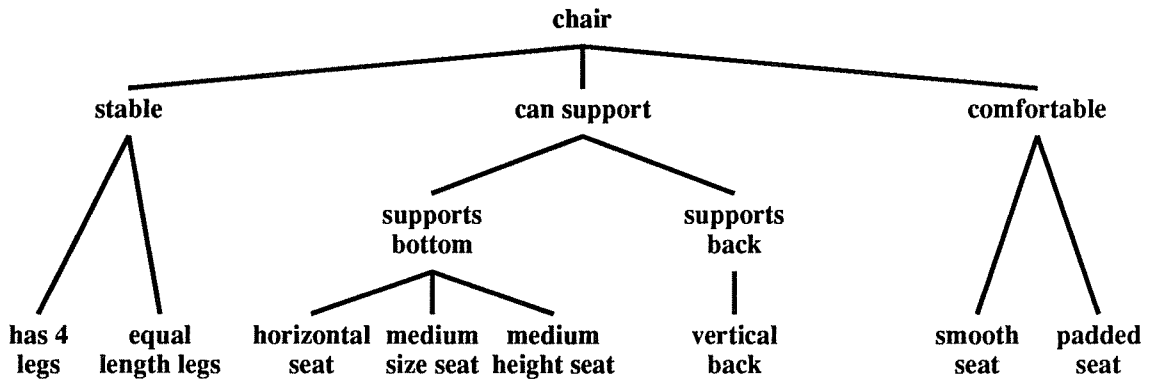 chair
stable can support comfortable
supports supports
bottom back
has 4 equal horizontal medium medium vertical smooth padded
legs length legs seat size seat height seat back seat seat